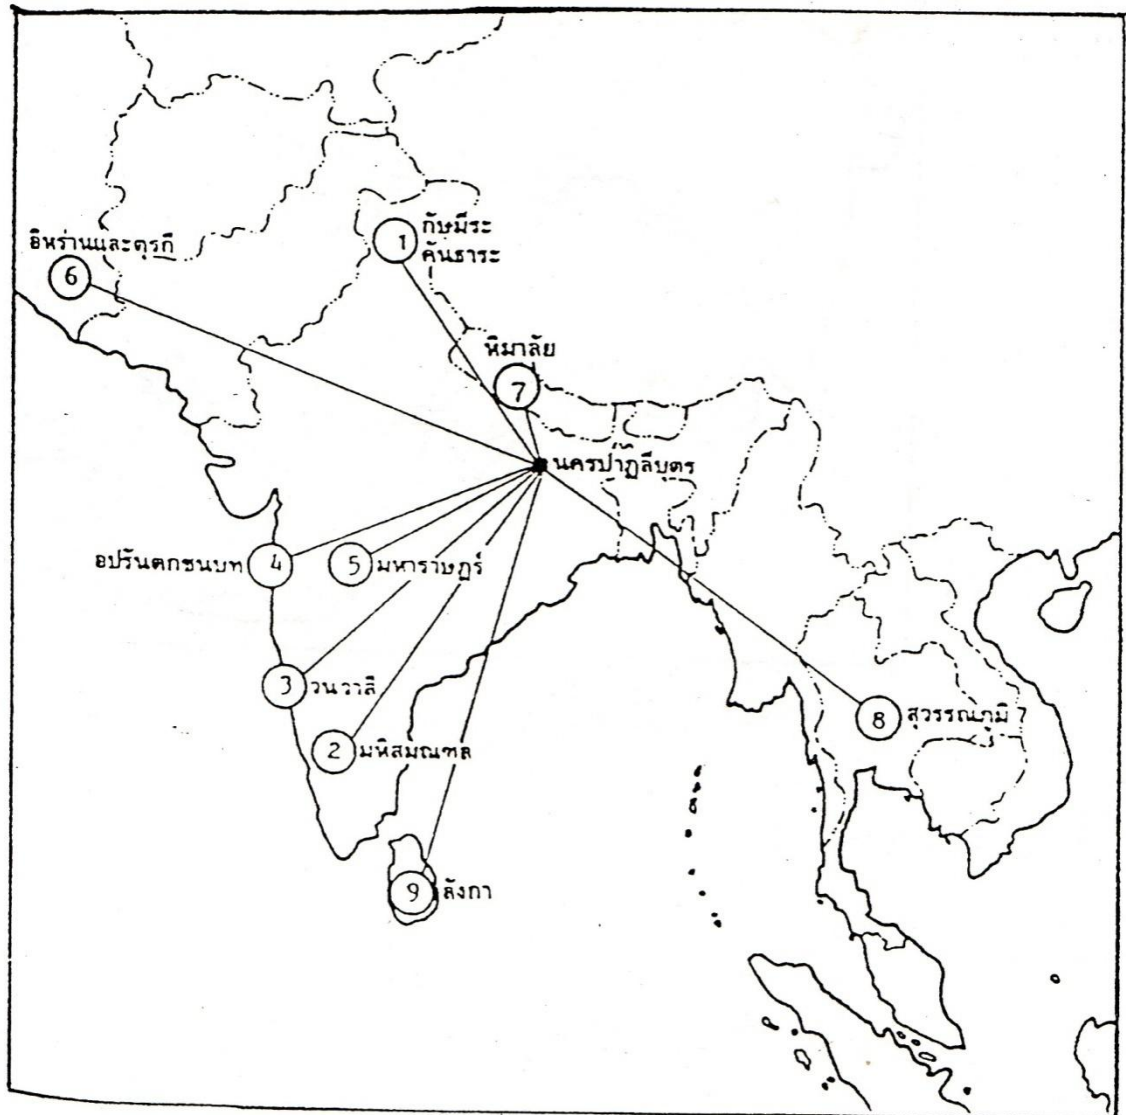 1
กัษมีระ
คันธาระ
อิหร่านและตุรกี
6
หิมาลัย
7
นครปาฏลีบุตร
อปรันตกชนบท 4
5 มหาราษฎร์
3 วนวาสี
8 สุวรรณภูมิ 7
2 มหิสมณฑล
9 ลังกา